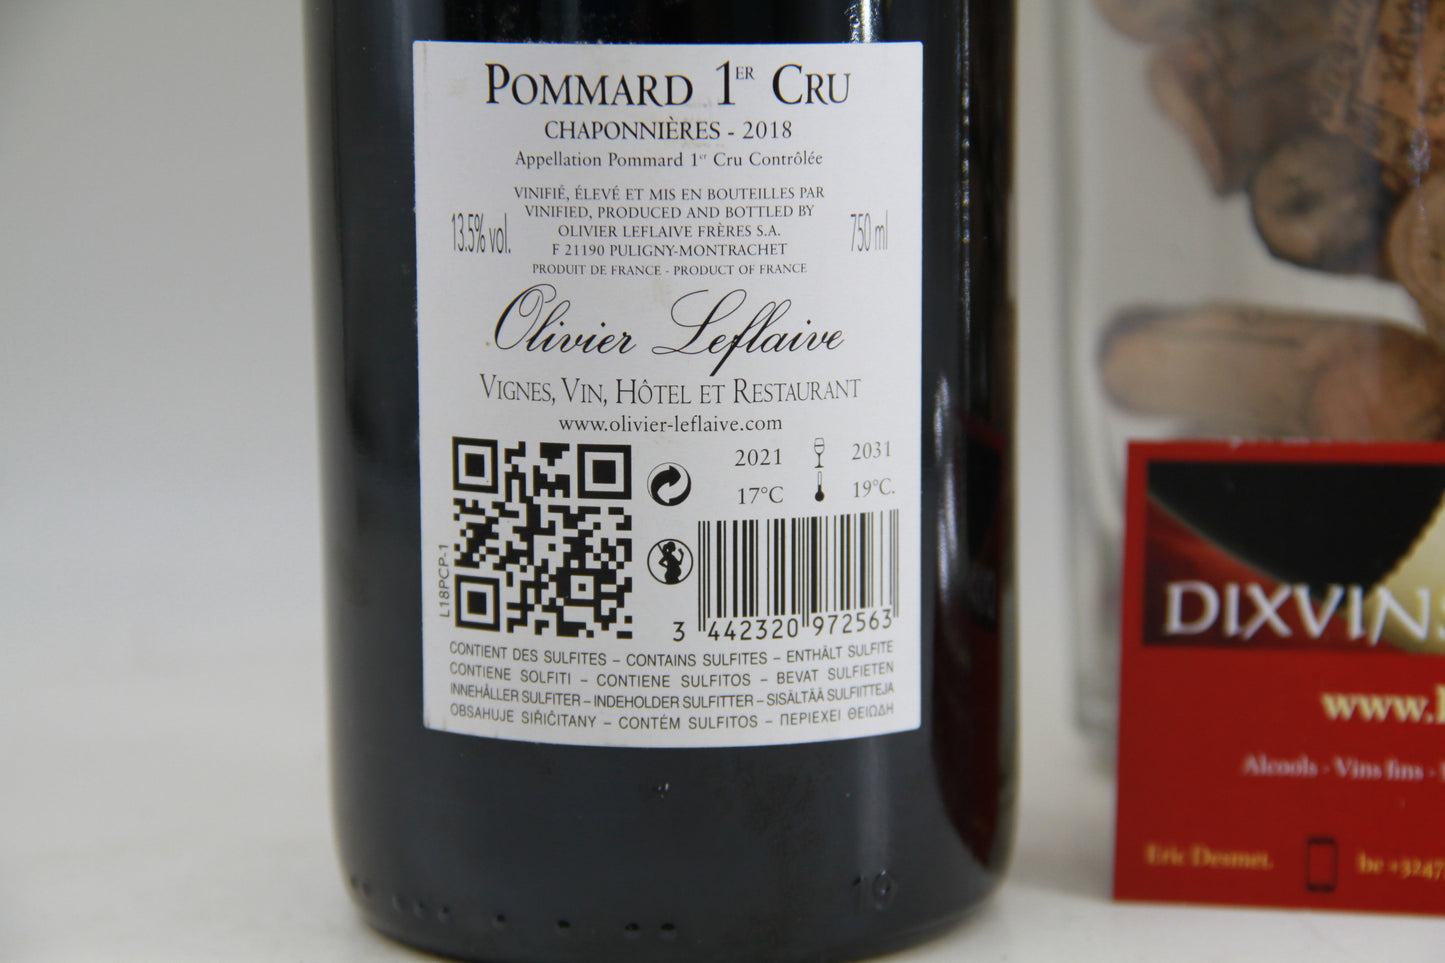 POMMARD 1ER CRU
CHAPONNIÈRES - 2018
Appellation Pommard 1er Cru Contrôlée
VINIFIÉ, ÉLEVÉ ET MIS EN BOUTEILLES PAR
VINIFIED, PRODUCED AND BOTTLED BY
OLIVIER LEFLAIVE FRÈRES S.A.
F 21190 PULIGNY-MONTRACHET
13.5% vol.
750 ml
PRODUIT DE FRANCE - PRODUCT OF FRANCE
Olivier Leflaive
VIGNES, VIN, HÔTEL ET RESTAURANT
www.olivier-leflaive.com
2021 2031
17°C 19°C.
L18PCP-1
3 442320 972563
CONTIENT DES SULFITES – CONTAINS SULFITES – ENTHÄLT SULFITE
CONTIENE SOLFITI – CONTIENE SULFITOS – BEVAT SULFIETEN
INNEHÅLLER SULFITER – INDEHOLDER SULFITTER – SISÄLTÄÄ SULFIITTEJA
OBSAHUJE SIŘIČITANY – CONTÉM SULFITOS – ΠΕΡΙΕΧΕΙ ΘΕΙΩΔΗ
19
DIXVINS
www.
Alcools · Vins fins ·
Eric Desmet.
be +3247